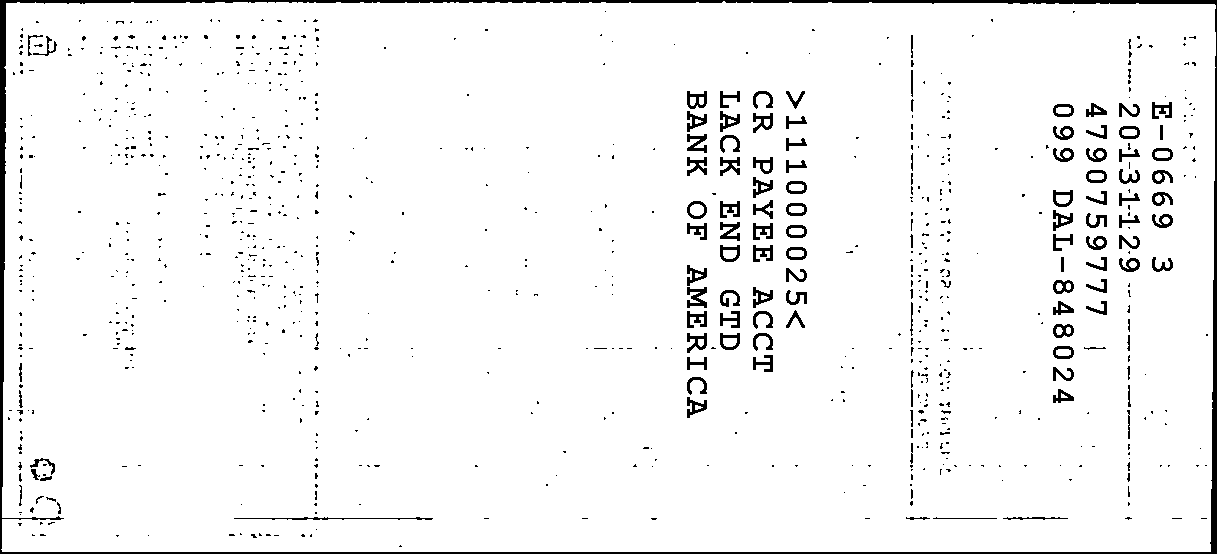 E-0669 3
20131129
4790759777
099 DAL-848024
>111000025<
CR PAYEE ACCT
LACK END GTD
BANK OF AMERICA